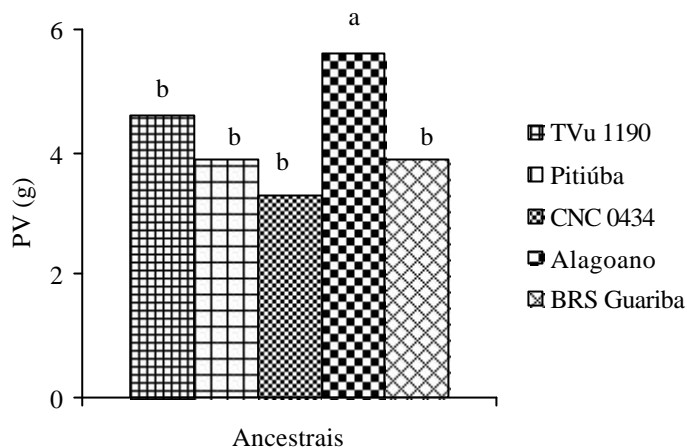 6
4
2
0
PV (g)
b
b
b
a
b
Ancestrais
TVu 1190
Pitiúba
CNC 0434
Alagoano
BRS Guariba